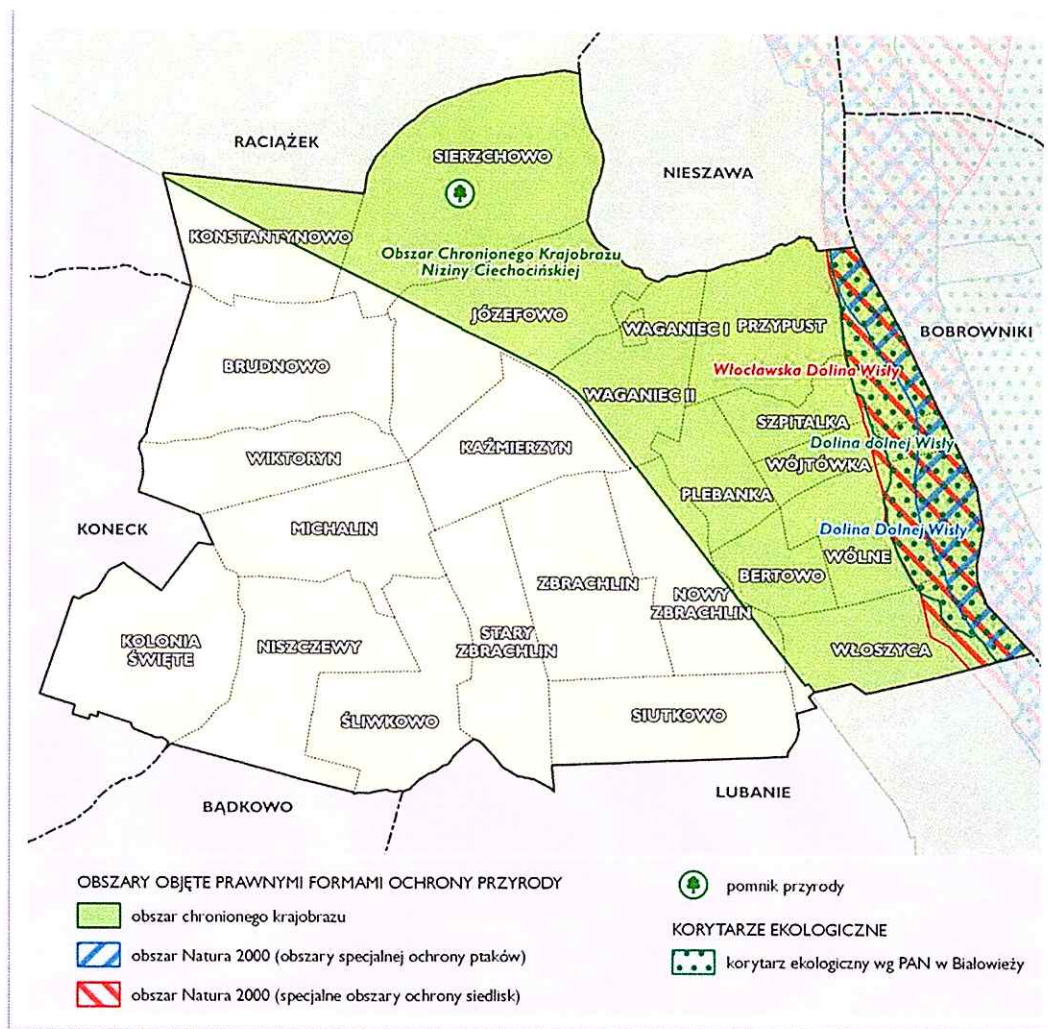 RACIĄŻEK
SIERZCHOWO
NIESZAWA
KONSTANTYNOWO
Obszar Chronionego Krajobrazu
Niziny Ciechocińskiej
JÓZEFOWO
WAGANIEC I
PRZYPUST
BOBROWNIKI
BRUDNOWO
Włocławska Dolina Wisły
WAGANIEC II
SZPITALKA
KAŹMIERZYN
Dolina dolnej Wisły
WIKTORYN
WÓJTÓWKA
PLEBANKA
KONECK
MICHALIN
Dolina Dolnej Wisły
WÓLNE
BERTOWO
ZBRACHLIN
NOWY
ZBRACHLIN
KOLONIA
ŚWIĘTE
NISZCZEWY
STARY
ZBRACHLIN
WŁOSZYCA
ŚLIWKOWO
SIUTKOWO
LUBANIE
BĄDKOWO
OBSZARY OBJĘTE PRAWNYMI FORMAMI OCHRONY PRZYRODY
obszar chronionego krajobrazu
obszar Natura 2000 (obszary specjalnej ochrony ptaków)
obszar Natura 2000 (specjalne obszary ochrony siedlisk)
pomnik przyrody
KORYTARZE EKOLOGICZNE
korytarz ekologiczny wg PAN w Białowieży